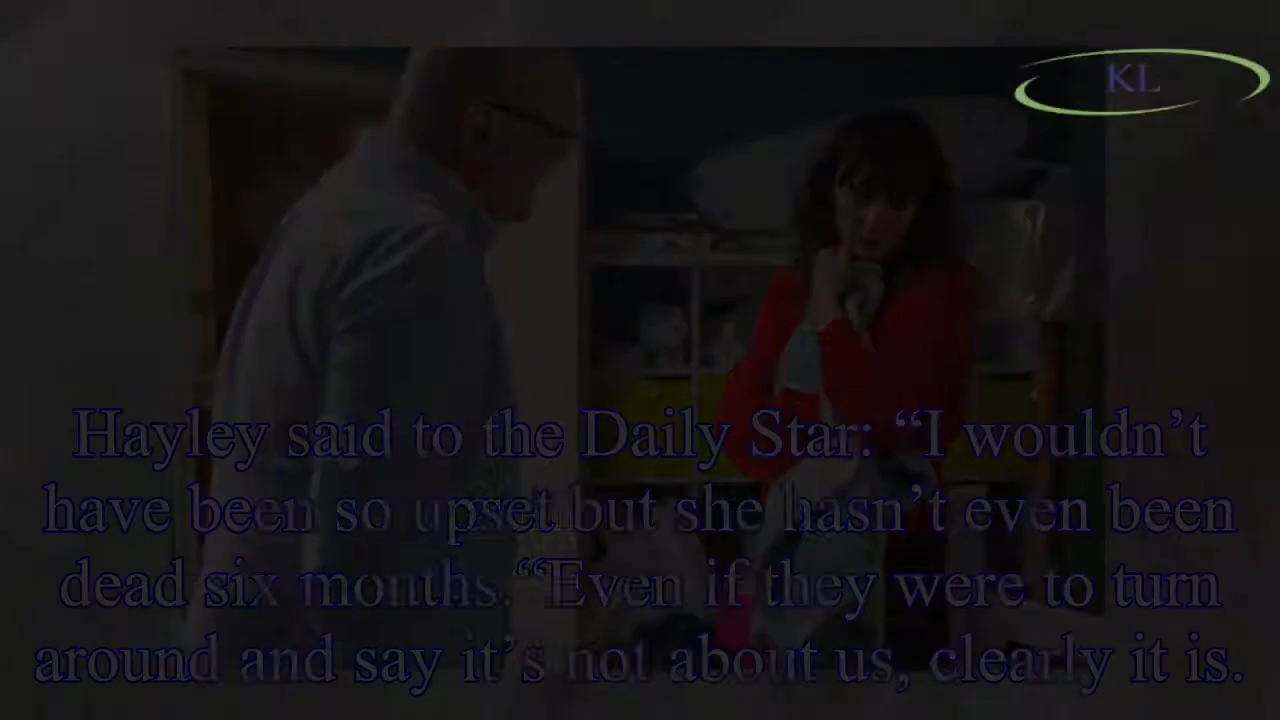 KL
Hayley said to the Daily Star: “I wouldn’t
have been so upset but she hasn’t even been
dead six months.“Even if they were to turn
around and say it’s not about us, clearly it is.